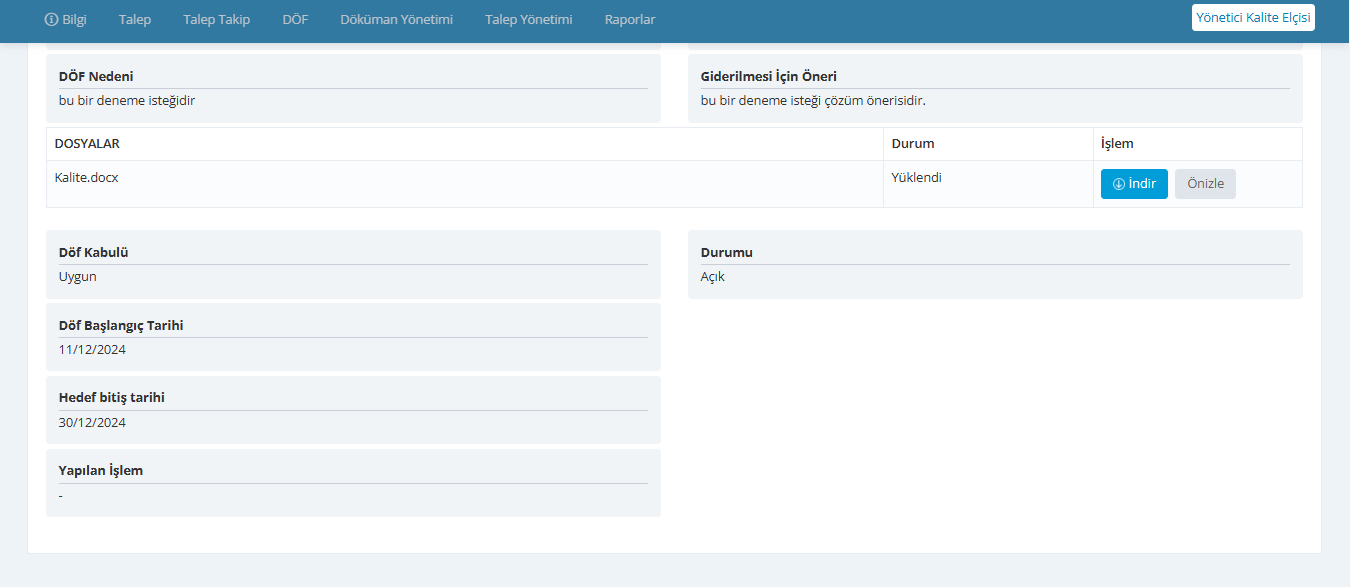 Bilgi Talep Talep Takip DÖF Döküman Yönetimi Talep Yönetimi Raporlar Yönetici Kalite Elçisi
DÖF Nedeni
bu bir deneme isteğidir
Giderilmesi İçin Öneri
bu bir deneme isteği çözüm önerisidir.
DOSYALAR Durum İşlem
Kalite.docx Yüklendi İndir Önizle
Döf Kabulü
Uygun
Durumu
Açık
Döf Başlangıç Tarihi
11/12/2024
Hedef bitiş tarihi
30/12/2024
Yapılan İşlem
-